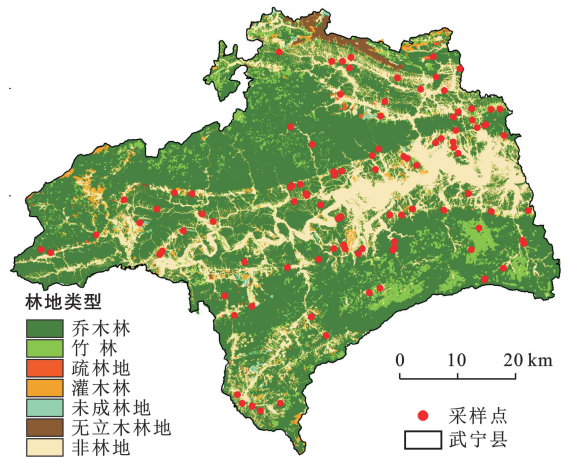 林地类型
乔木林
竹 林
疏林地
灌木林
未成林地
无立木林地
非林地
0 10 20 km
采样点
武宁县